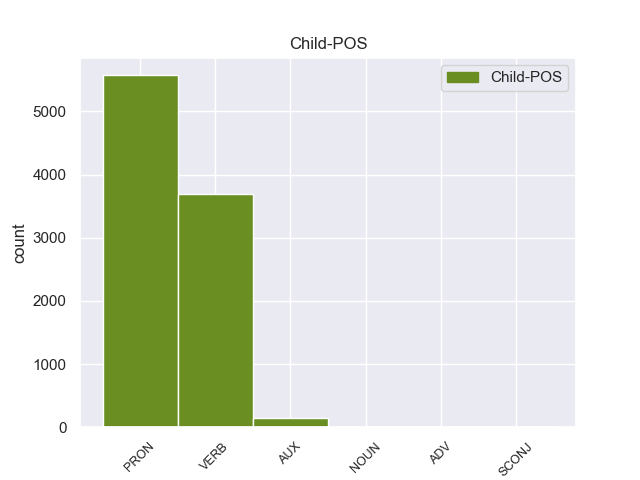 Child-POS
Child-POS
5000
4000
3000
2000
1000
0
count
PRON
VERB
AUX
NOUN
ADV
SCONJ